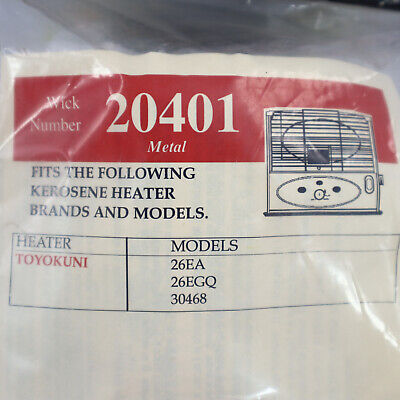 Wick
Number
20401
Metal
FITS THE FOLLOWING
KEROSENE HEATER
BRANDS AND MODELS.
HEATER MODELS
TOYOKUNI 26EA
26EGQ
30468